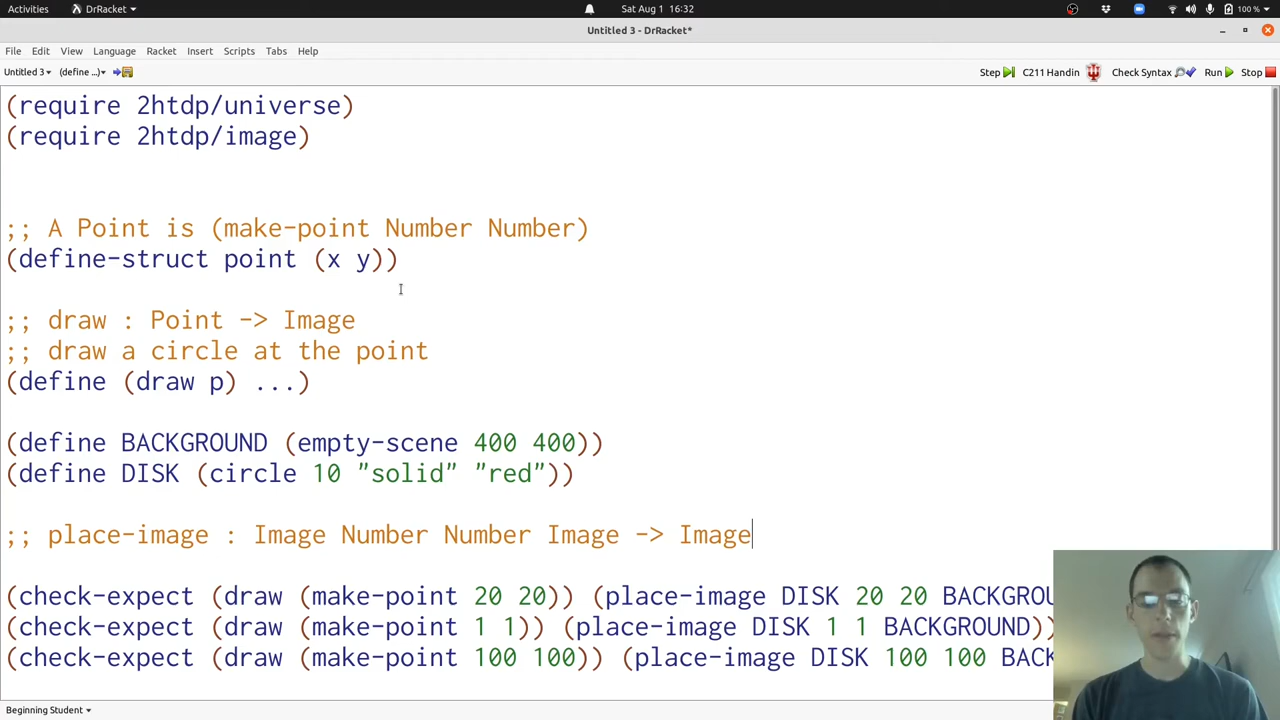 Activities DrRacket Sat Aug 1 16:32 100 %
Untitled 3 - DrRacket*
File Edit View Language Racket Insert Scripts Tabs Help
Untitled 3 (define ...) Step C211 Handin Check Syntax Run Stop
(require 2htdp/universe)
(require 2htdp/image)
;; A Point is (make-point Number Number)
(define-struct point (x y))
;; draw : Point -> Image
;; draw a circle at the point
(define (draw p) ...)
(define BACKGROUND (empty-scene 400 400))
(define DISK (circle 10 "solid" "red"))
;; place-image : Image Number Number Image -> Image
(check-expect (draw (make-point 20 20)) (place-image DISK 20 20 BACKGROU
(check-expect (draw (make-point 1 1)) (place-image DISK 1 1 BACKGROUND))
(check-expect (draw (make-point 100 100)) (place-image DISK 100 100 BACK
Beginning Student